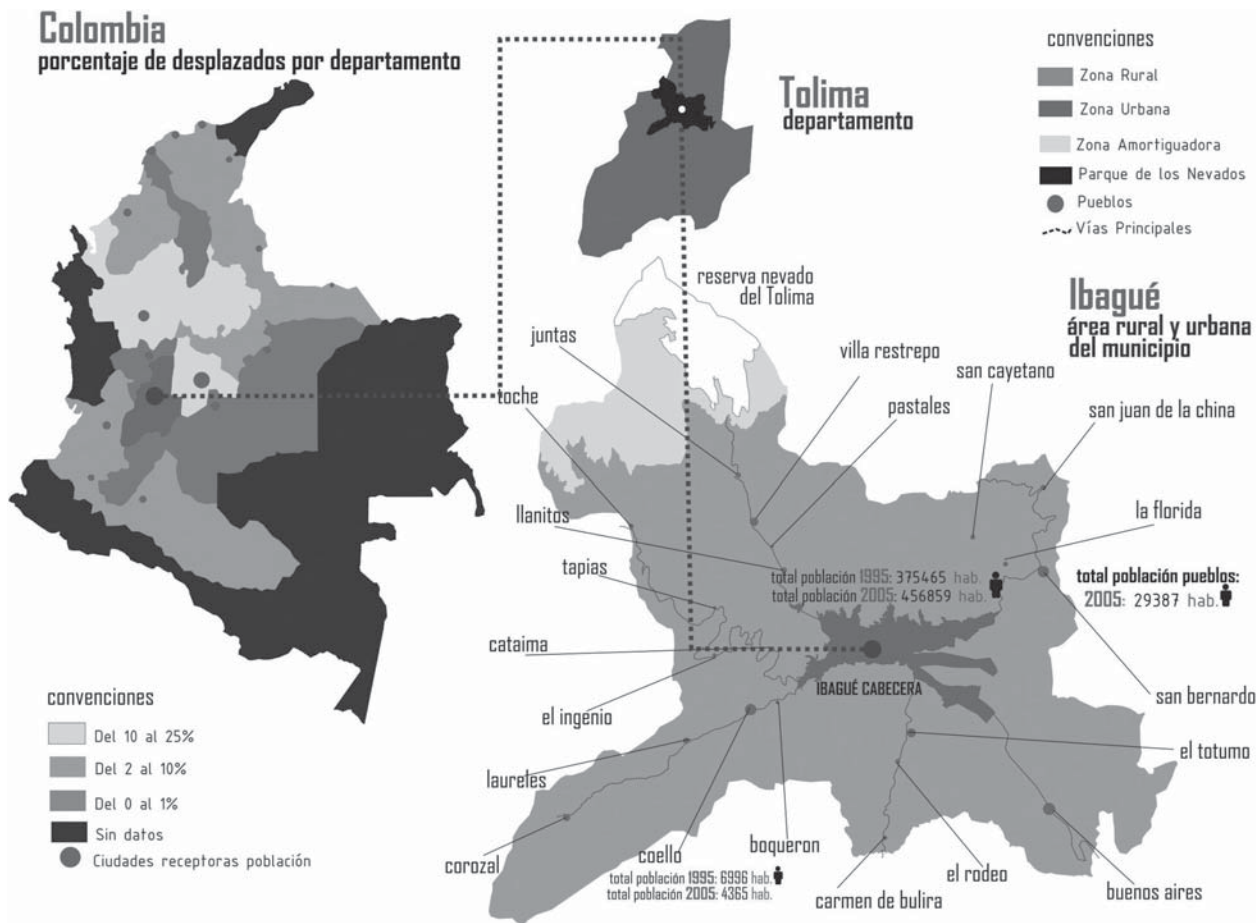 Colombia
porcentaje de desplazados por departamento
convenciones
Del 10 al 25%
Del 2 al 10%
Del 0 al 1%
Sin datos
Ciudades receptoras población
Tolima
departamento
convenciones
Zona Rural
Zona Urbana
Zona Amortiguadora
Parque de los Nevados
Pueblos
Vías Principales
Ibagué
área rural y urbana
del municipio
reserva nevado
del Tolima
juntas
villa restrepo
san cayetano
toche
pastales
san juan de la china
llanitos
la florida
tapias
total población 1995: 375465 hab.
total población 2005: 456859 hab.
total población pueblos:
2005: 29387 hab.
cataima
IBAGUÉ CABECERA
san bernardo
el ingenio
el totumo
laureles
corozal
coello
total población 1995: 6996 hab.
total población 2005: 4365 hab.
boqueron
carmen de bulira
el rodeo
buenos aires